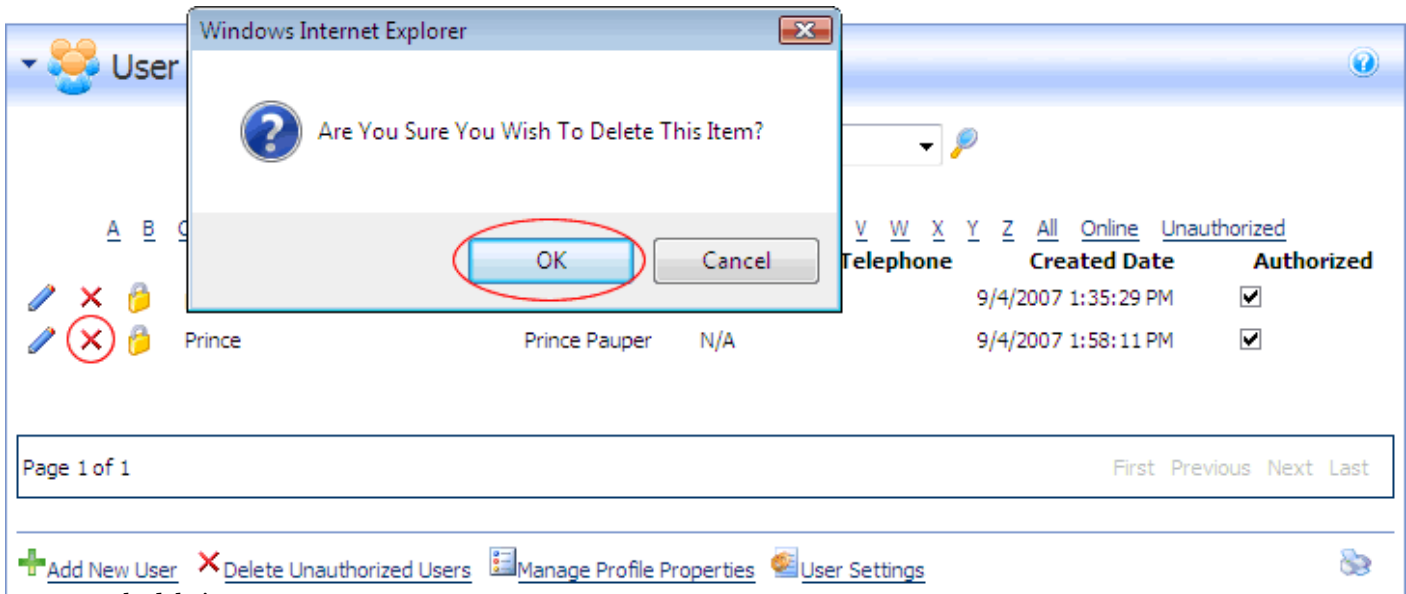 Windows Internet Explorer
User
Are You Sure You Wish To Delete This Item?
OK Cancel
A B V W X Y Z All Online Unauthorized
Telephone Created Date Authorized
9/4/2007 1:35:29 PM
Prince Prince Pauper N/A 9/4/2007 1:58:11 PM
Page 1 of 1 First Previous Next Last
Add New User Delete Unauthorized Users Manage Profile Properties User Settings